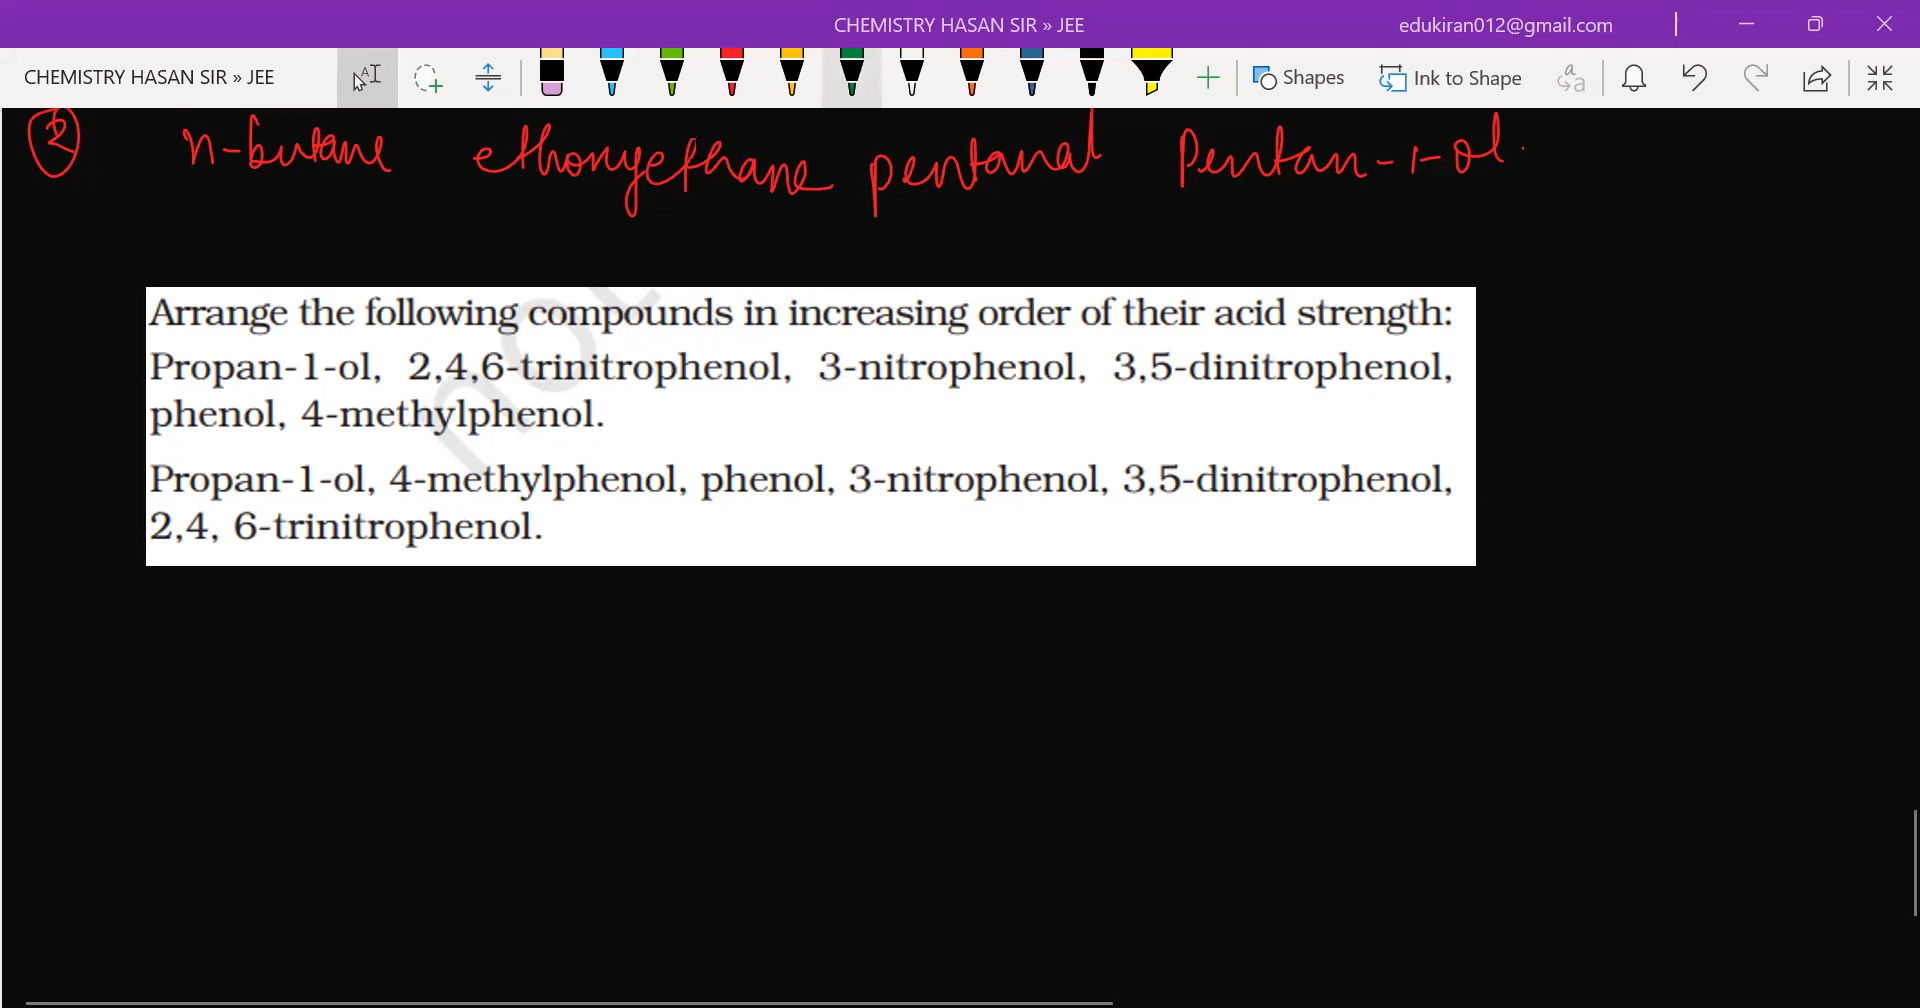 CHEMISTRY HASAN SIR » JEE
edukiran012@gmail.com
CHEMISTRY HASAN SIR » JEE
Shapes
Ink to Shape
2 n-butane ethoxyethane pentanal Pentan-1-ol.
Arrange the following compounds in increasing order of their acid strength:
Propan-1-ol, 2,4,6-trinitrophenol, 3-nitrophenol, 3,5-dinitrophenol,
phenol, 4-methylphenol.
Propan-1-ol, 4-methylphenol, phenol, 3-nitrophenol, 3,5-dinitrophenol,
2,4, 6-trinitrophenol.
not